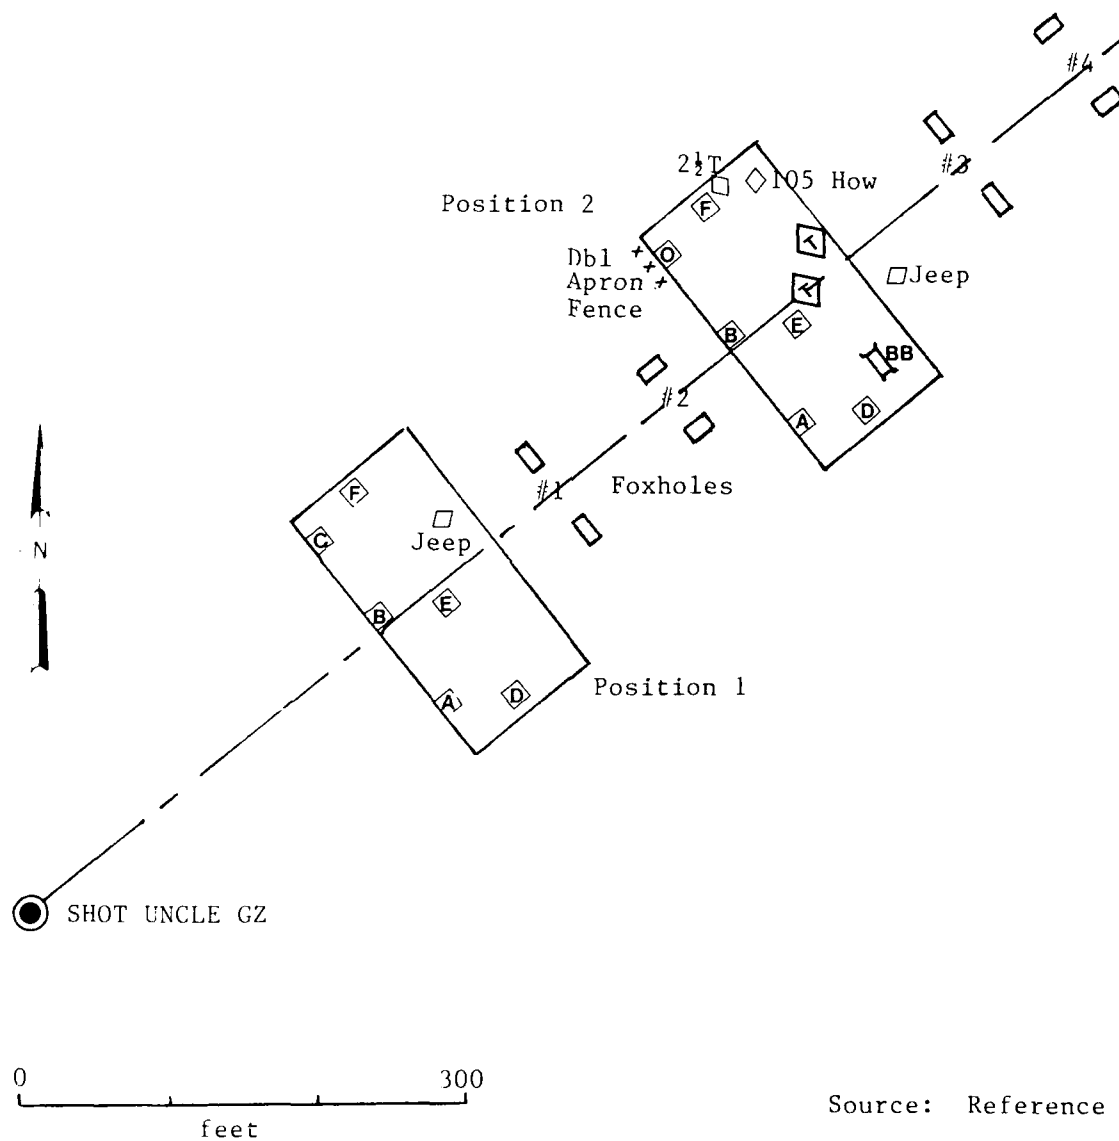 #4
#3
2½T
105 How
Position 2
F
T
O
Dbl
Apron
Fence
T
Jeep
B
E
BB
#2
A
D
#1
Foxholes
F
C
Jeep
N
B
E
A
D
Position 1
SHOT UNCLE GZ
0 300
feet
Source: Reference